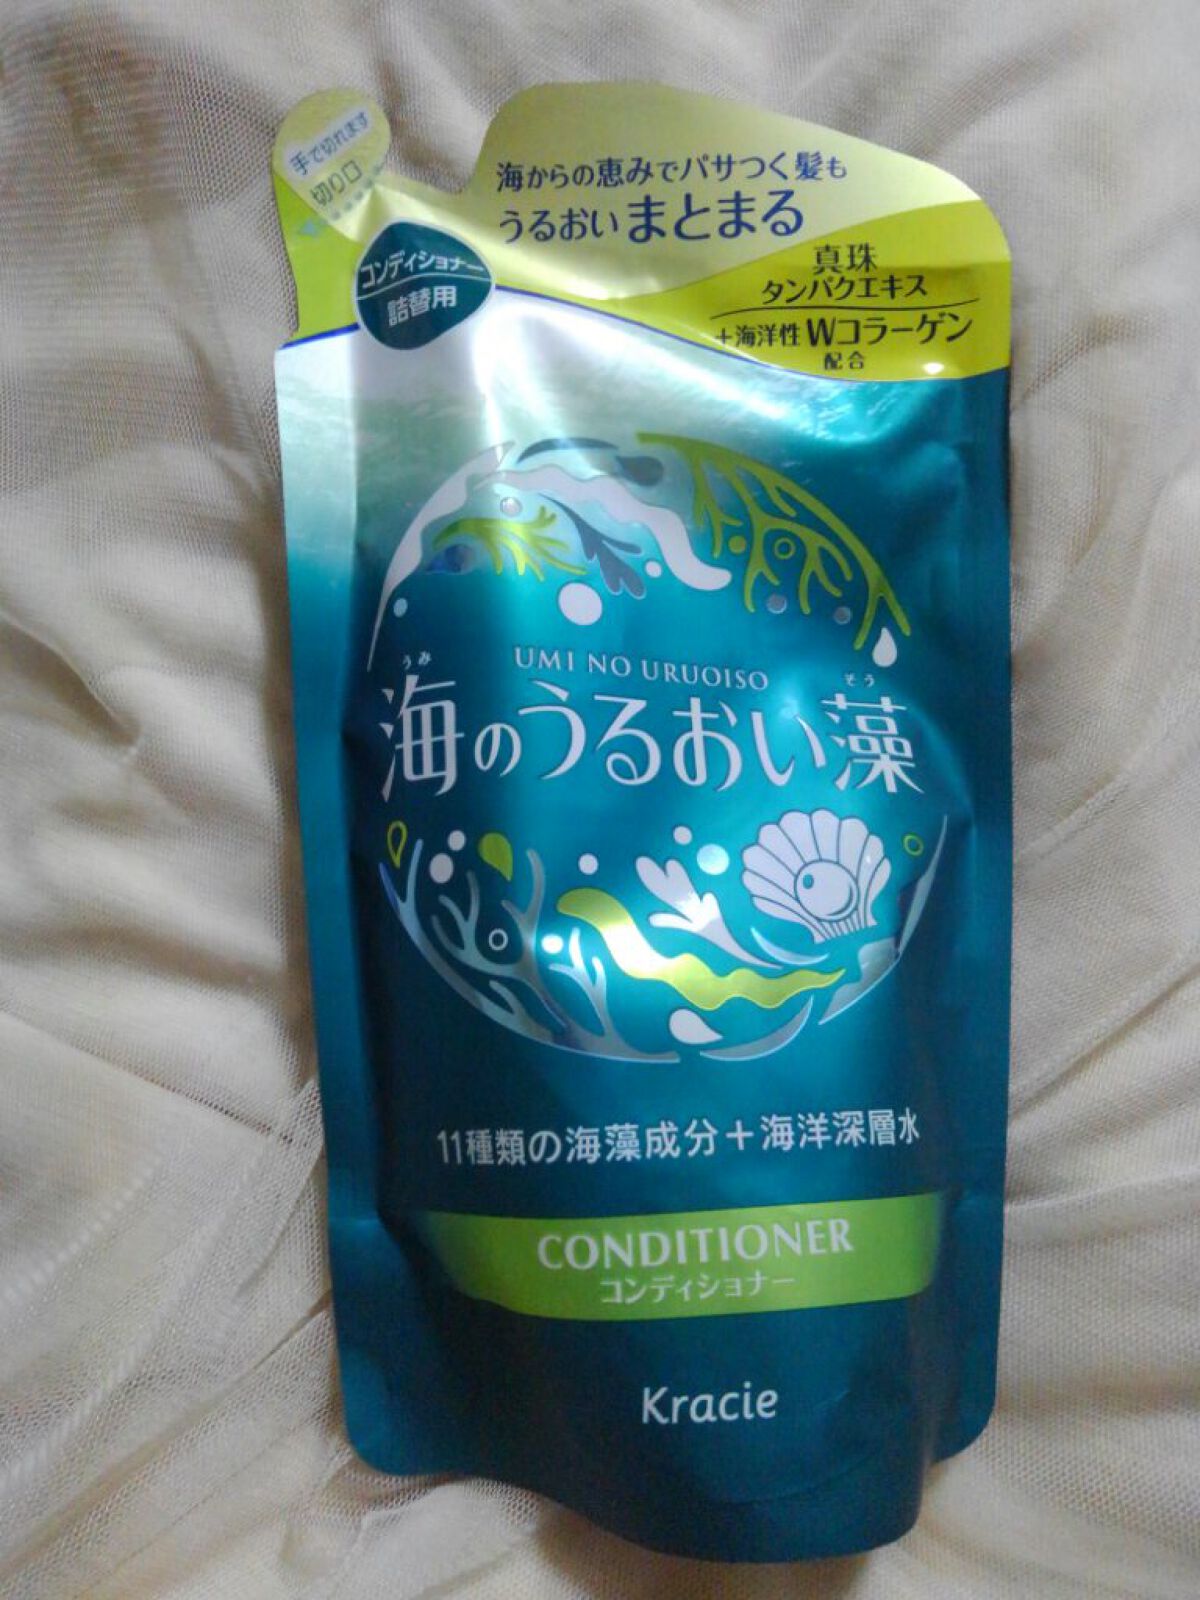 手で切れます
切り口
海からの恵みでパサつく髪も
うるおいまとまる
コンディショナー
詰替用
真珠
タンパクエキス
+海洋性Wコラーゲン
配合
UMI NO URUOISO
うみ そう
海のうるおい藻
11種類の海藻成分+海洋深層水
CONDITIONER
コンディショナー
Kracie